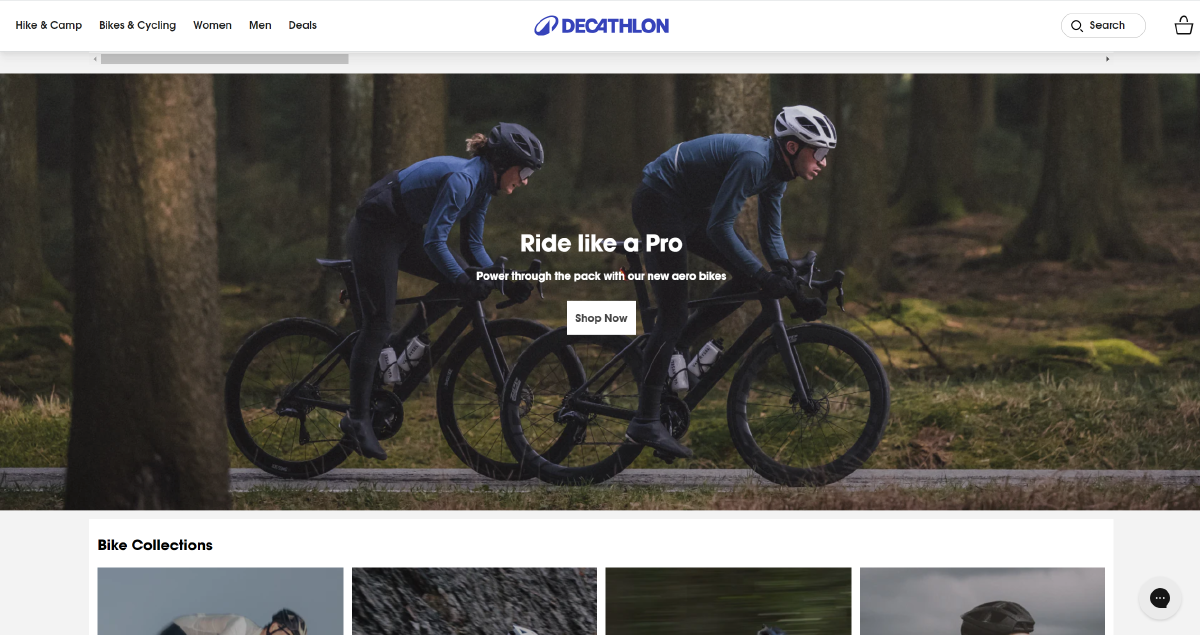 Hike & Camp
Bikes & Cycling
Women
Men
Deals
DECATHLON
Search
Ride like a Pro
Power through the pack with our new aero bikes
Shop Now
Bike Collections